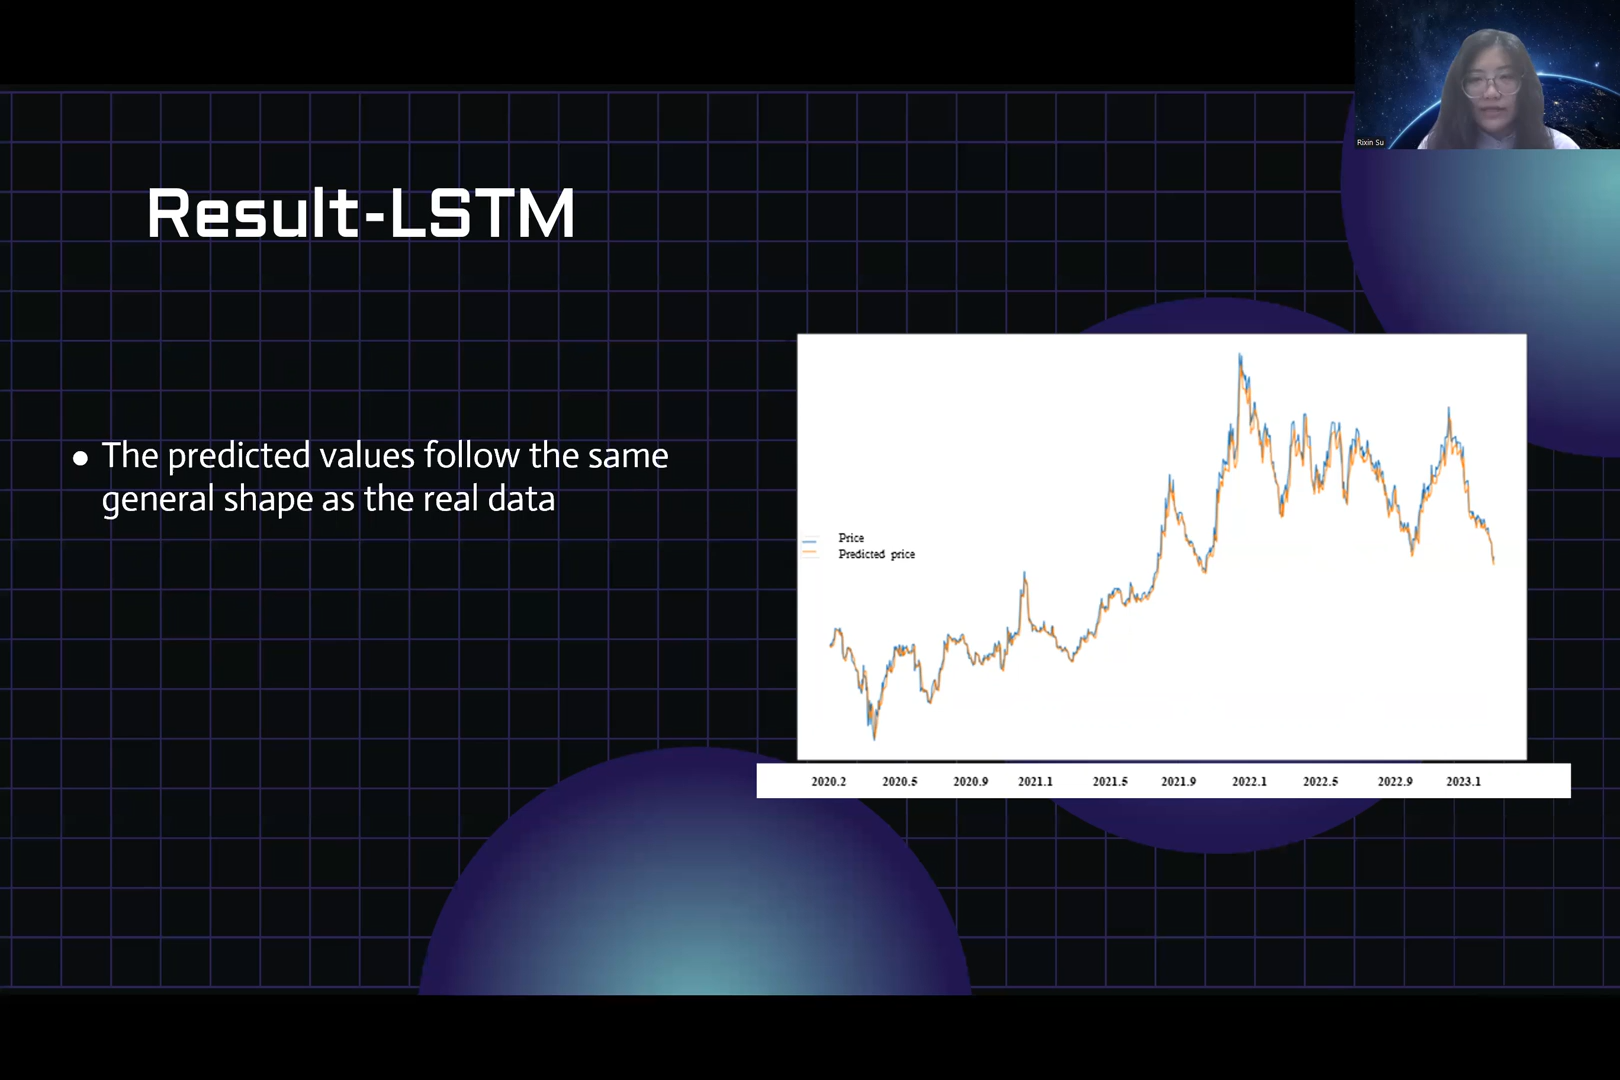 Rixin Su
Result-LSTM
● The predicted values follow the same
general shape as the real data
Price
Predicted price
2020.2 2020.5 2020.9 2021.1 2021.5 2021.9 2022.1 2022.5 2022.9 2023.1